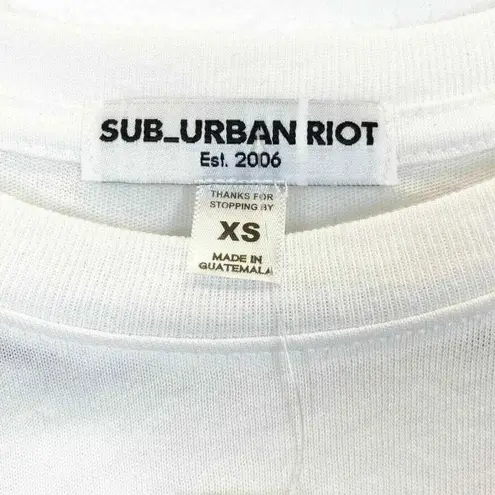 SUB_URBAN RIOT
Est. 2006
THANKS FOR
STOPPING BY
XS
MADE IN
GUATEMALA